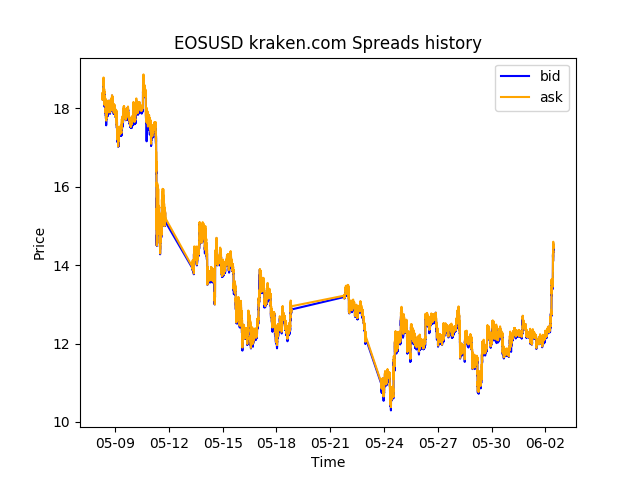 EOSUSD kraken.com Spreads history
bid
ask
Price
18
16
14
12
10
05-09 05-12 05-15 05-18 05-21 05-24 05-27 05-30 06-02
Time